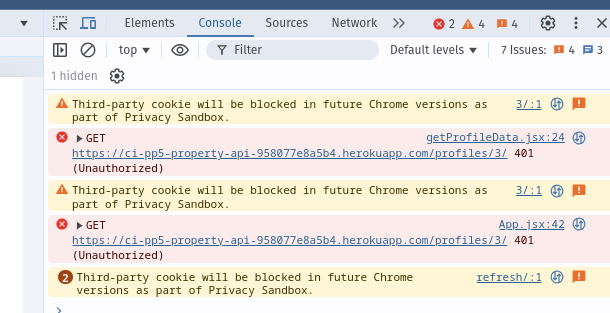 Elements Console Sources Network 2 4 4
top Filter Default levels 7 Issues: 4 3
1 hidden
Third-party cookie will be blocked in future Chrome versions as 3/:1
part of Privacy Sandbox.
GET getProfileData.jsx:24
https://ci-pp5-property-api-958077e8a5b4.herokuapp.com/profiles/3/ 401
(Unauthorized)
Third-party cookie will be blocked in future Chrome versions as 3/:1
part of Privacy Sandbox.
GET App.jsx:42
https://ci-pp5-property-api-958077e8a5b4.herokuapp.com/profiles/3/ 401
(Unauthorized)
2 Third-party cookie will be blocked in future Chrome refresh/:1
versions as part of Privacy Sandbox.